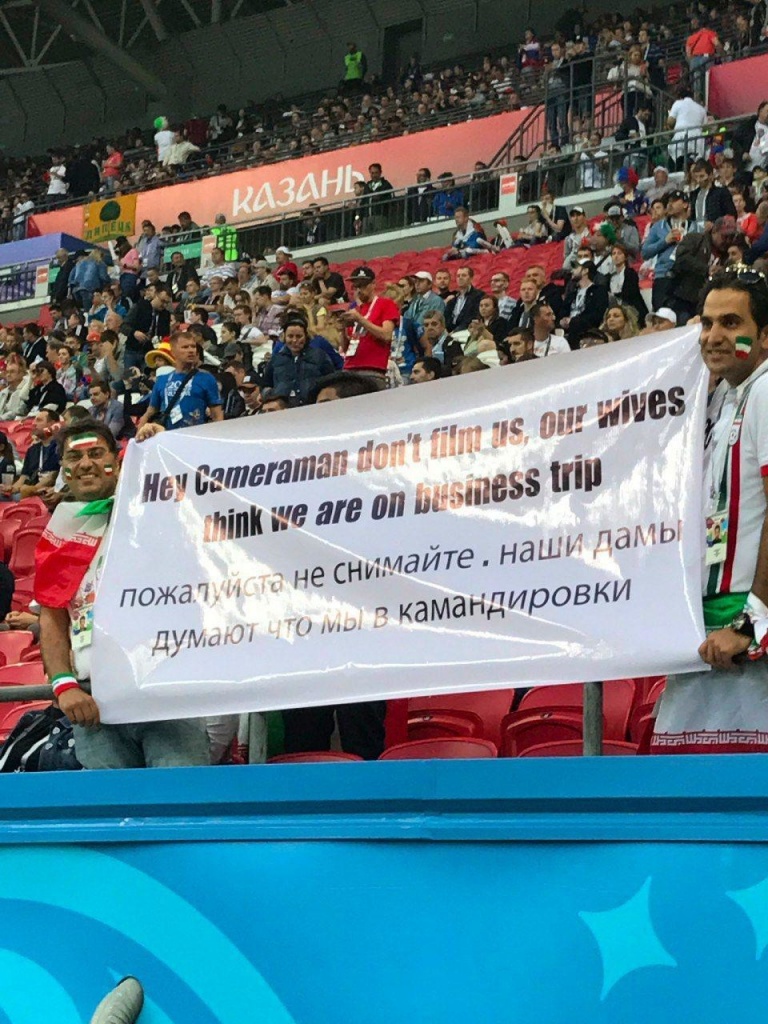 КАЗАНЬ
Hey Cameraman don't film us, our wives
think we are on business trip
пожалуйста не снимайте . наши дамы
думают что мы в камандировки